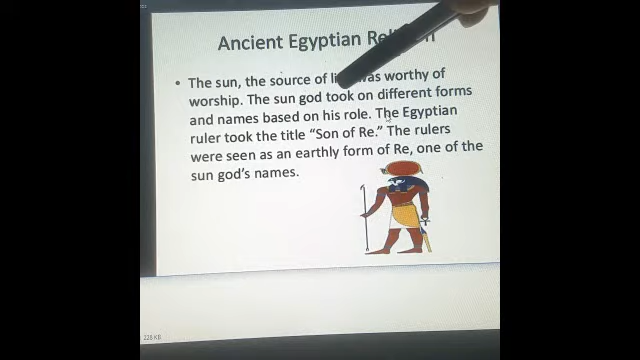 Ancient Egyptian
• The sun, the source of was worthy of
worship. The sun god took on different forms
and names based on his role. The Egyptian
ruler took the title “Son of Re.” The rulers
were seen as an earthly form of Re, one of the
sun god's names.
228 KB